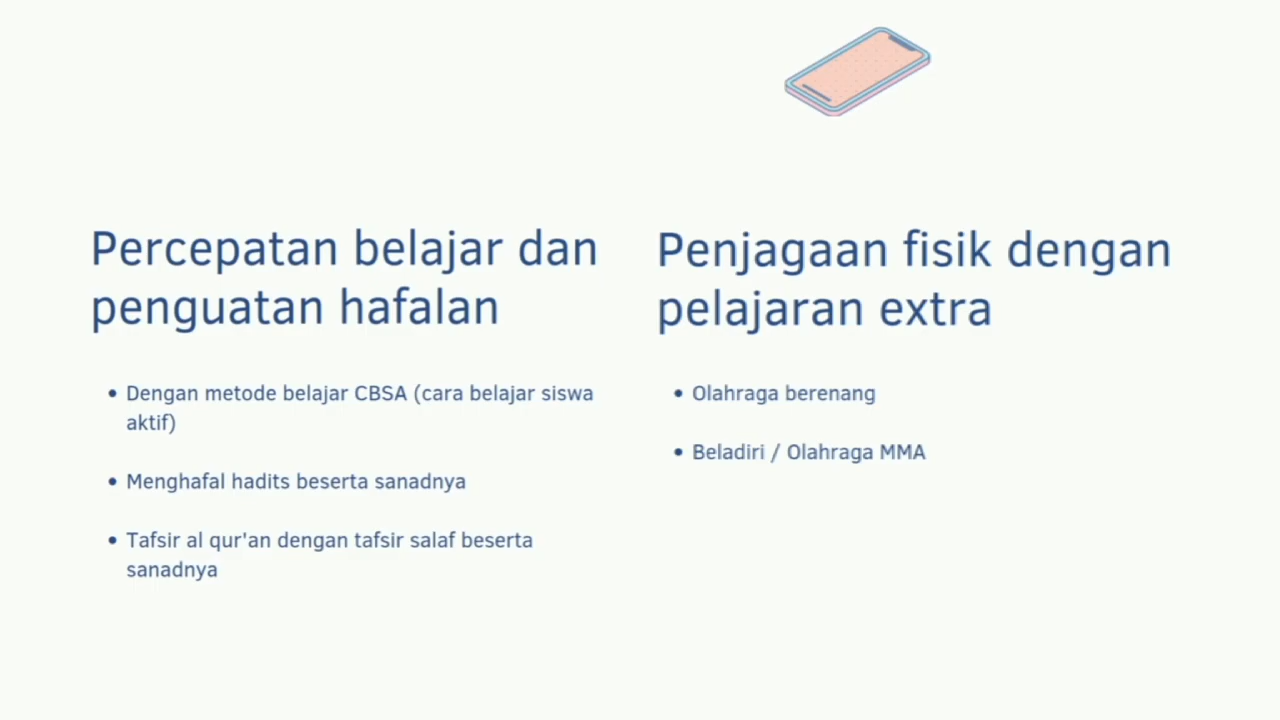 Percepatan belajar dan
penguatan hafalan
• Dengan metode belajar CBSA (cara belajar siswa
aktif)
• Menghafal hadits beserta sanadnya
• Tafsir al qur'an dengan tafsir salaf beserta
sanadnya
Penjagaan fisik dengan
pelajaran extra
• Olahraga berenang
• Beladiri / Olahraga MMA